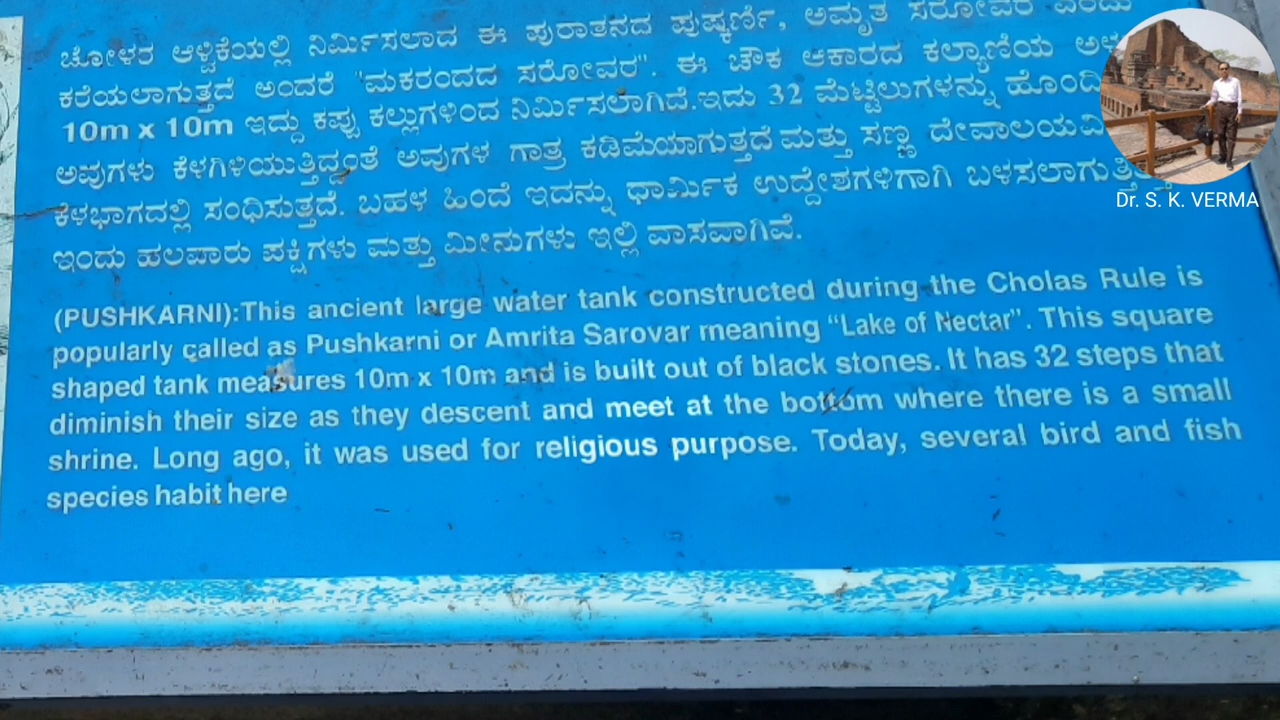 ಚೋಳರ ಆಳ್ವಿಕೆಯಲ್ಲಿ ನಿರ್ಮಿಸಲಾದ ಈ ಪುರಾತನದ ಪುಷ್ಕರ್ಣಿ, ಅಮೃತ ಸರೋವರ ಎಂದು
ಕರೆಯಲಾಗುತ್ತದೆ ಅಂದರೆ "ಮಕರಂದದ ಸರೋವರ". ಈ ಚೌಕ ಆಕಾರದ ಕಲ್ಯಾಣಿಯ
10m x 10m ಇದ್ದು ಕಪ್ಪು ಕಲ್ಲುಗಳಿಂದ ನಿರ್ಮಿಸಲಾಗಿದೆ.ಇದು 32 ಮೆಟ್ಟಿಲುಗಳನ್ನು
ಅವುಗಳು ಕೆಳಗಿಳಿಯುತ್ತಿದ್ದಂತೆ ಅವುಗಳ ಗಾತ್ರ ಕಡಿಮೆಯಾಗುತ್ತದೆ ಮತ್ತು ಸಣ್ಣ
ಕೆಳಭಾಗದಲ್ಲಿ ಸಂಧಿಸುತ್ತದೆ. ಬಹಳ ಹಿಂದೆ ಇದನ್ನು ಧಾರ್ಮಿಕ ಉದ್ದೇಶಗಳಿಗಾಗಿ
ಇಂದು ಹಲವಾರು ಪಕ್ಷಿಗಳು ಮತ್ತು ಮೀನುಗಳು ಇಲ್ಲಿ ವಾಸವಾಗಿವೆ.
(PUSHKARNI):This ancient large water tank constructed during the Cholas Rule is
popularly called as Pushkarni or Amrita Sarovar meaning “Lake of Nectar”. This square
shaped tank measures 10m x 10m and is built out of black stones. It has 32 steps that
diminish their size as they descent and meet at the bottom where there is a small
shrine. Long ago, it was used for religious purpose. Today, several bird and fish
species habit here
Dr. S. K. VERMA